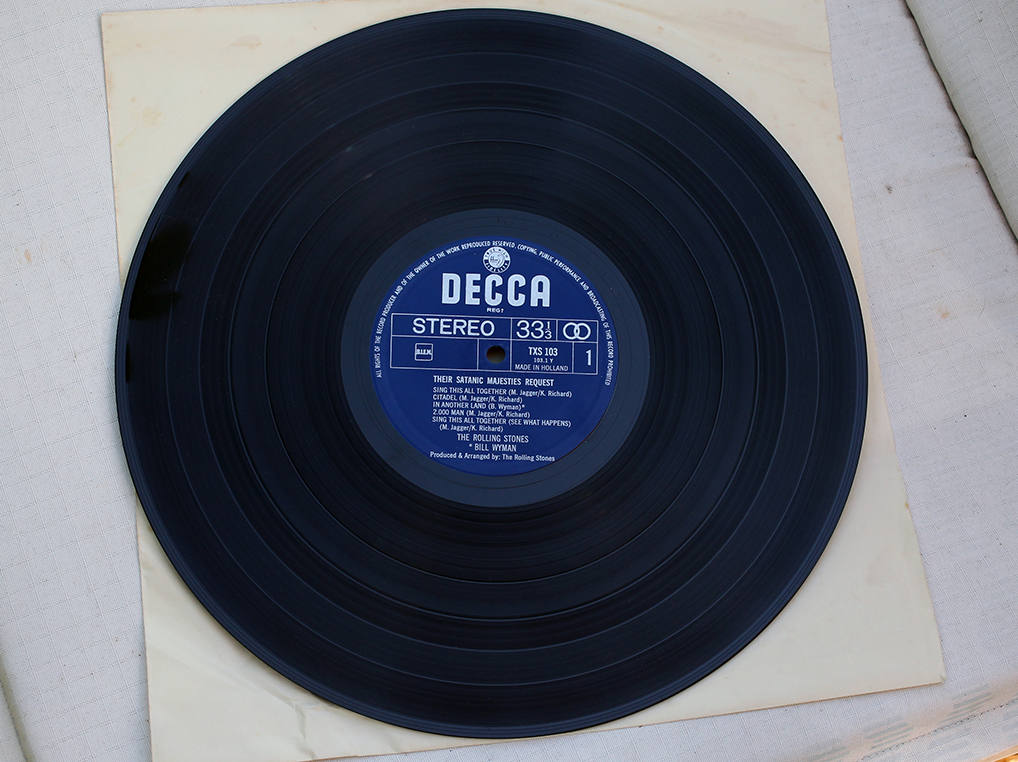 ALL RIGHTS OF THE RECORD PRODUCER AND OF THE OWNER OF THE WORK REPRODUCED RESERVED. COPYING, PUBLIC PERFORMANCE AND BROADCASTING OF THIS RECORD PROHIBITED
DECCA
REGT
STEREO 33⅓
B.I.E.M. TXS 103 1
103.1 Y
MADE IN HOLLAND
THEIR SATANIC MAJESTIES REQUEST
SING THIS ALL TOGETHER (M. Jagger/K. Richard)
CITADEL (M. Jagger/K. Richard)
IN ANOTHER LAND (B. Wyman)*
2.000 MAN (M. Jagger/K. Richard)
SING THIS ALL TOGETHER (SEE WHAT HAPPENS)
(M. Jagger/K. Richard)
THE ROLLING STONES
* BILL WYMAN
Produced & Arranged by: The Rolling Stones